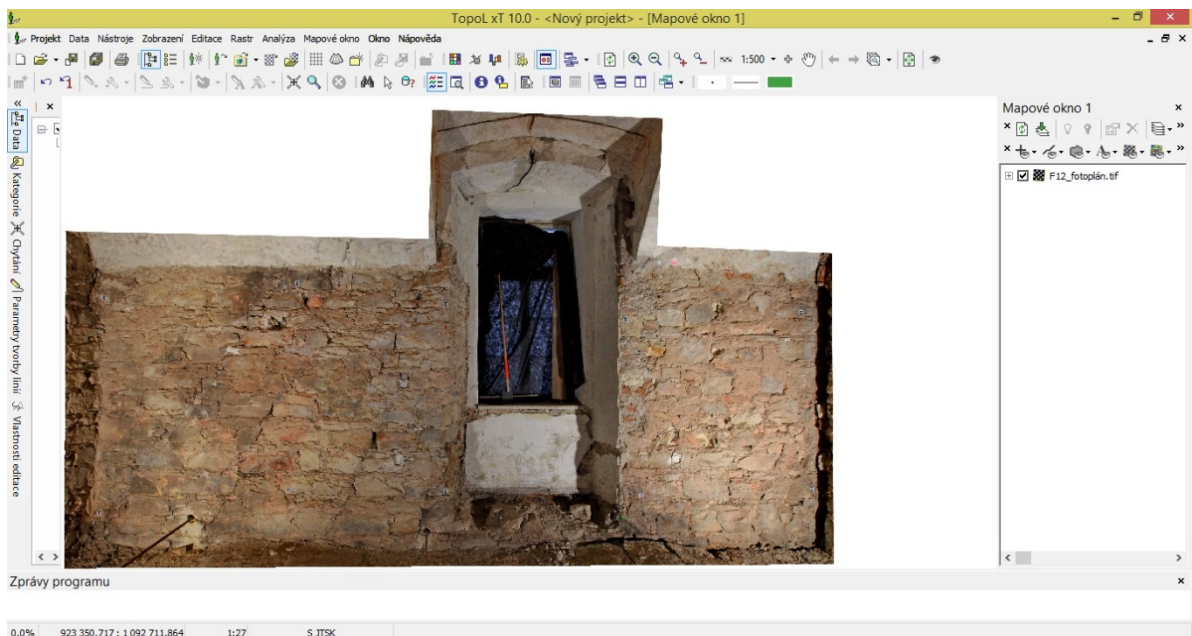 TopoL xT 10.0 - <Nový projekt> - [Mapové okno 1]
Projekt Data Nástroje Zobrazení Editace Rastr Analýza Mapové okno Okno Nápověda
1:500
Mapové okno 1
F12_fotoplán.tif
Data
Kategorie
Chytání
Parametry tvorby linií
Vlastnosti editace
Zprávy programu
0.0% 923 350.717 : 1 092 711.864 1:27 S JTSK